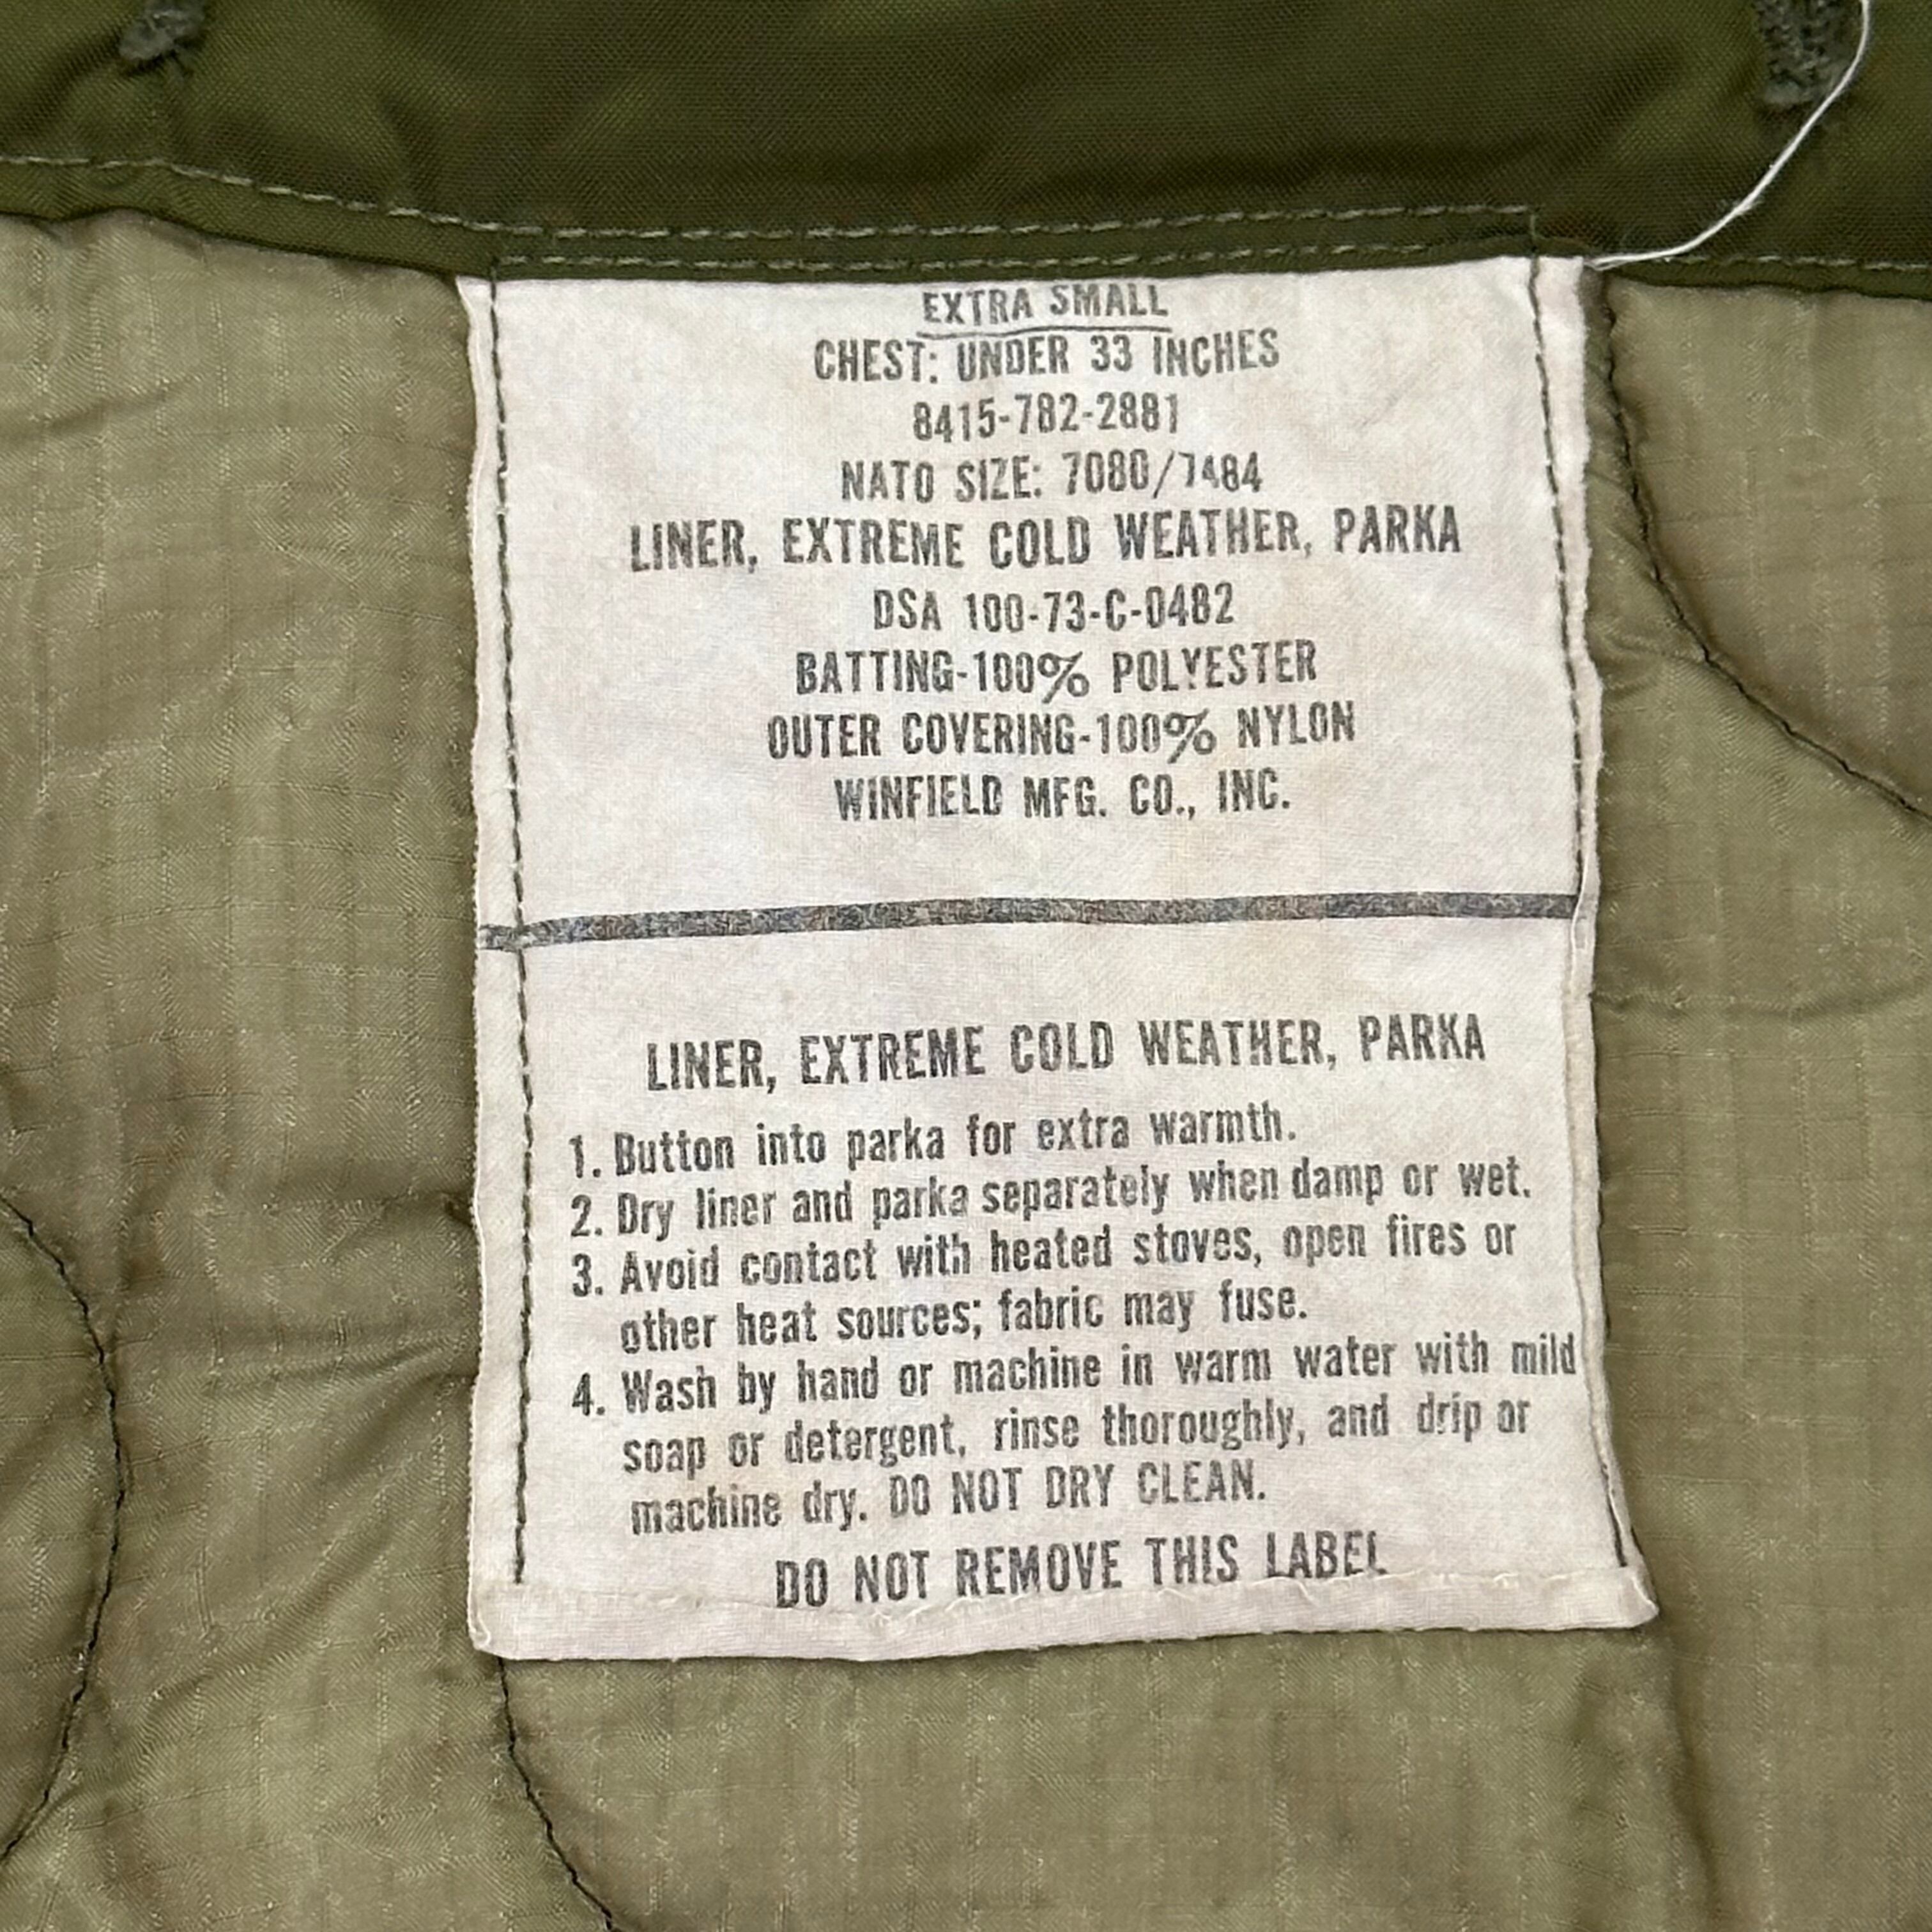 EXTRA SMALL
CHEST: UNDER 33 INCHES
8415-782-2881
NATO SIZE: 7080/7484
LINER, EXTREME COLD WEATHER, PARKA
DSA 100-73-C-0482
BATTING-100% POLYESTER
OUTER COVERING-100% NYLON
WINFIELD MFG. CO., INC.
LINER, EXTREME COLD WEATHER, PARKA
1. Button into parka for extra warmth.
2. Dry liner and parka separately when damp or wet.
3. Avoid contact with heated stoves, open fires or
other heat sources; fabric may fuse.
4. Wash by hand or machine in warm water with mild
soap or detergent, rinse thoroughly, and drip or
machine dry. DO NOT DRY CLEAN.
DO NOT REMOVE THIS LABEL